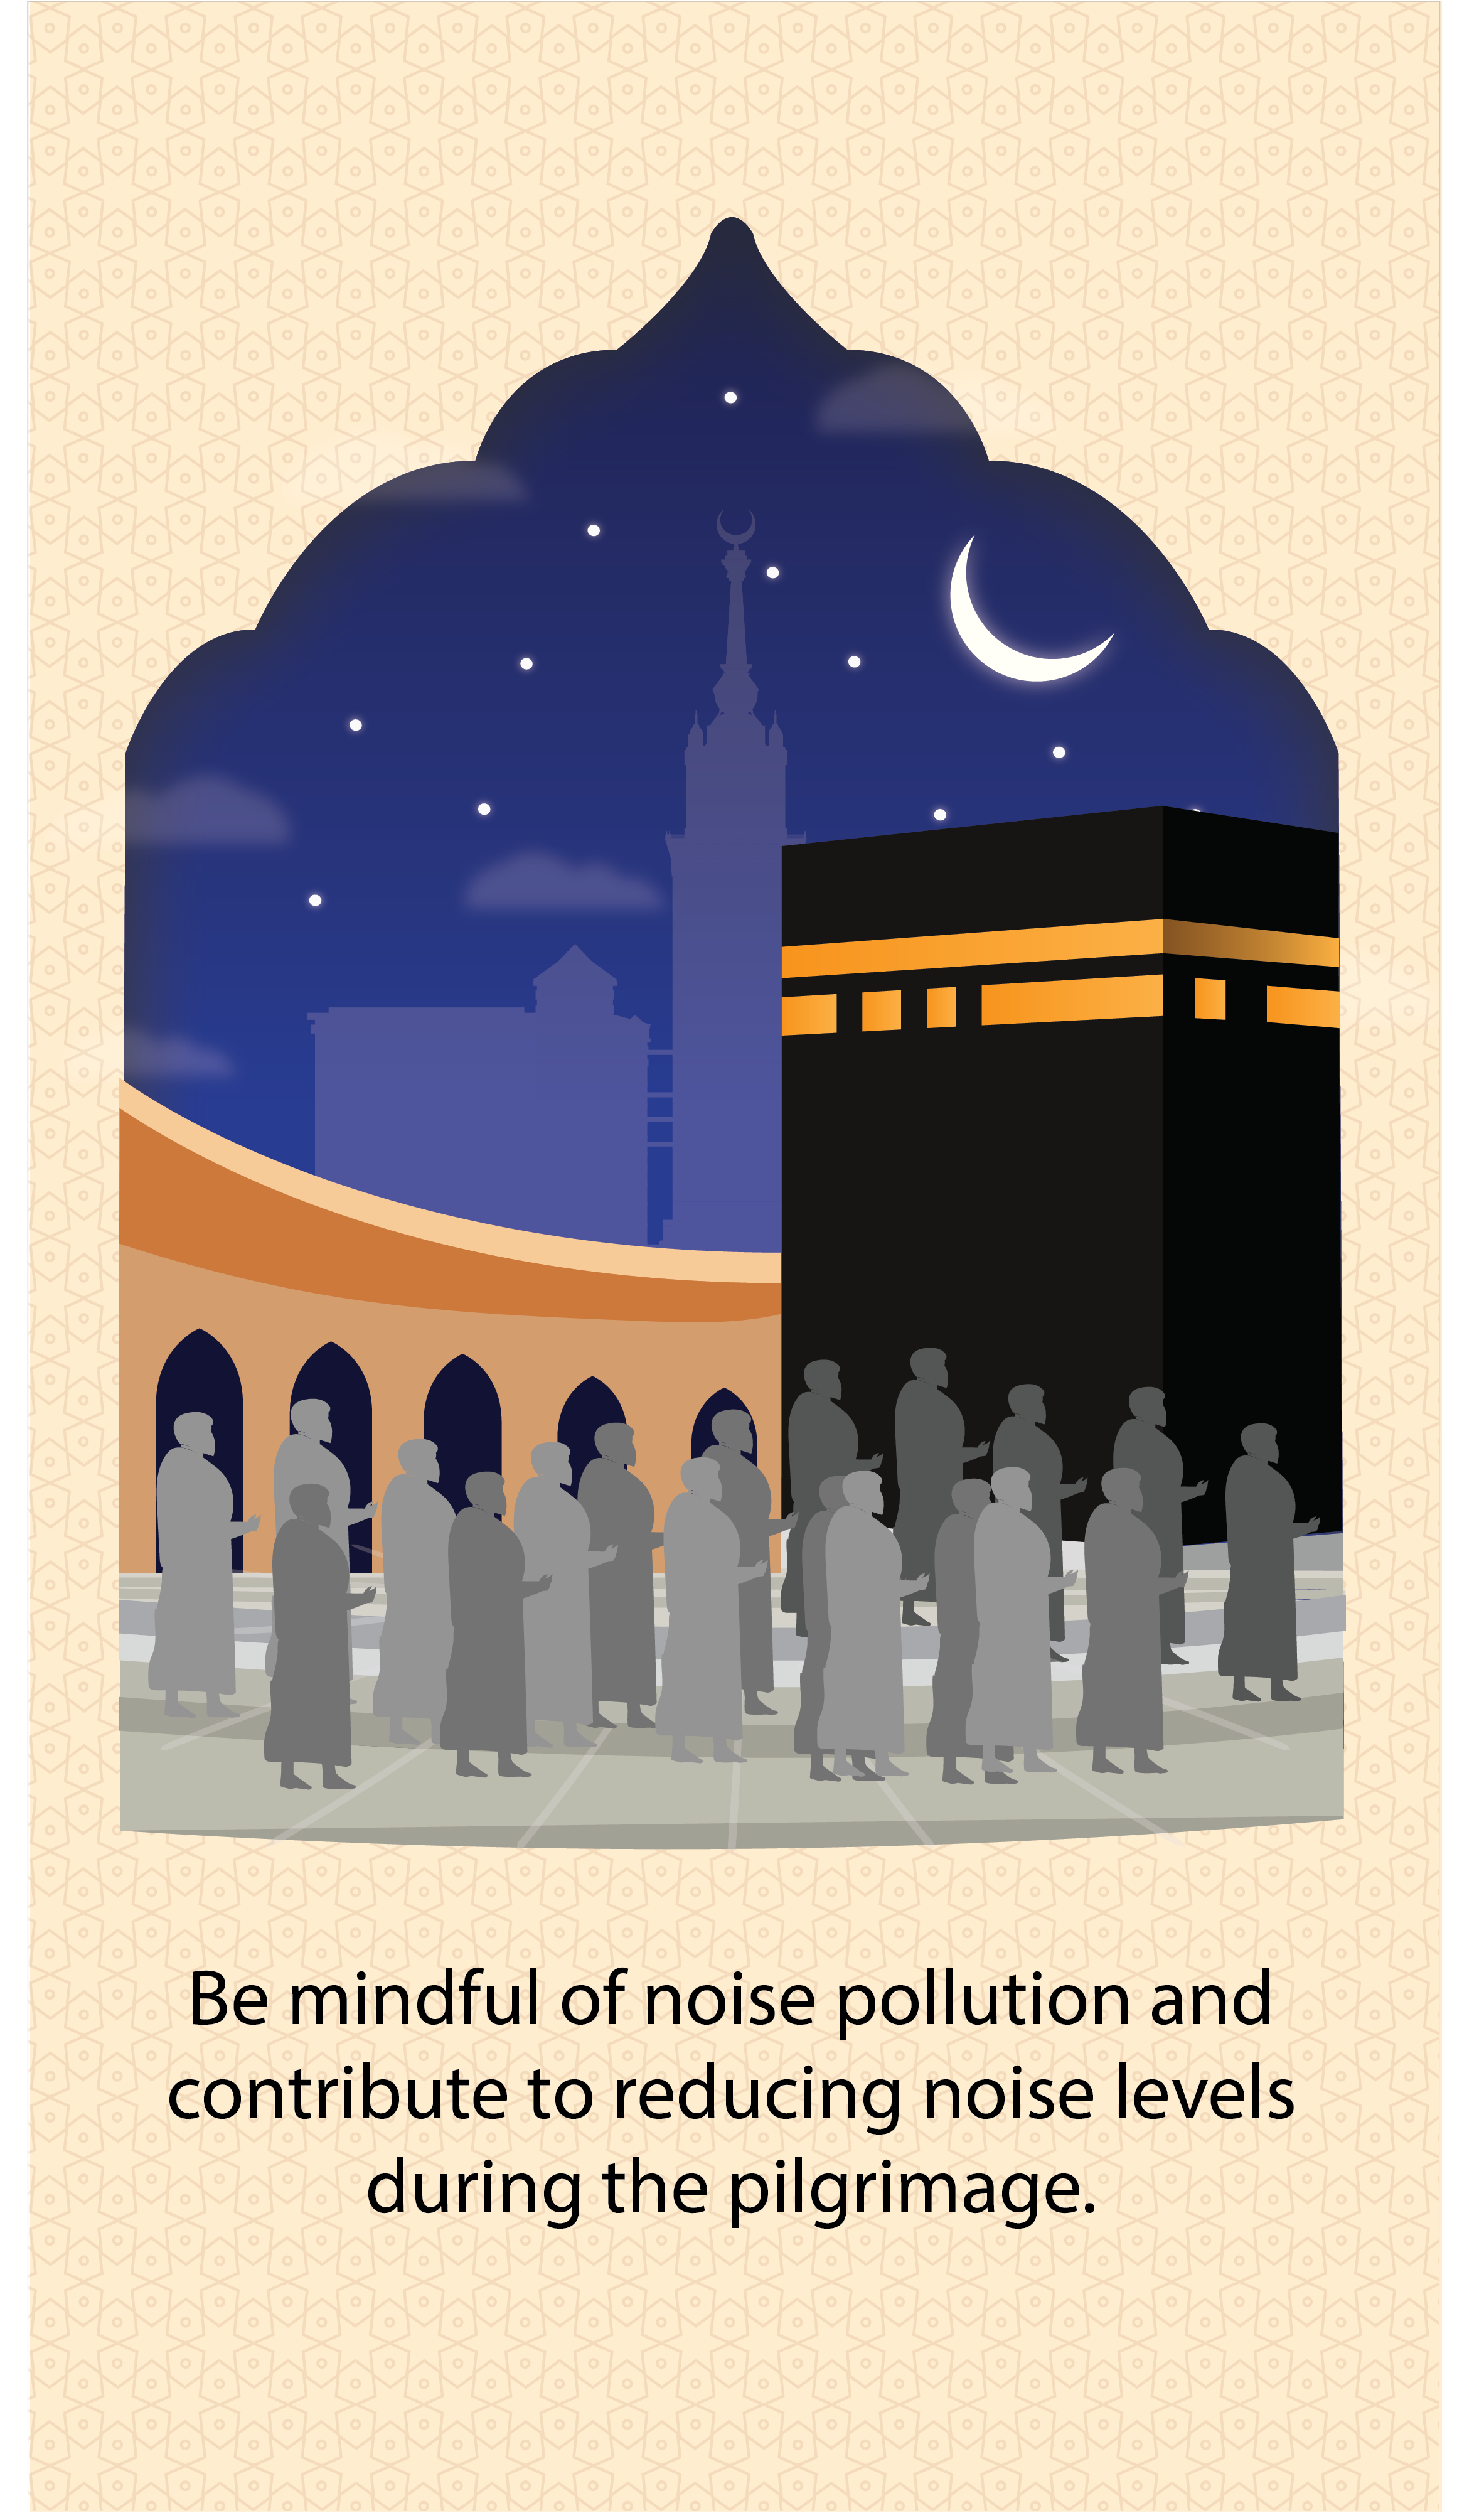 Be mindful of noise pollution and
contribute to reducing noise levels
during the pilgrimage.